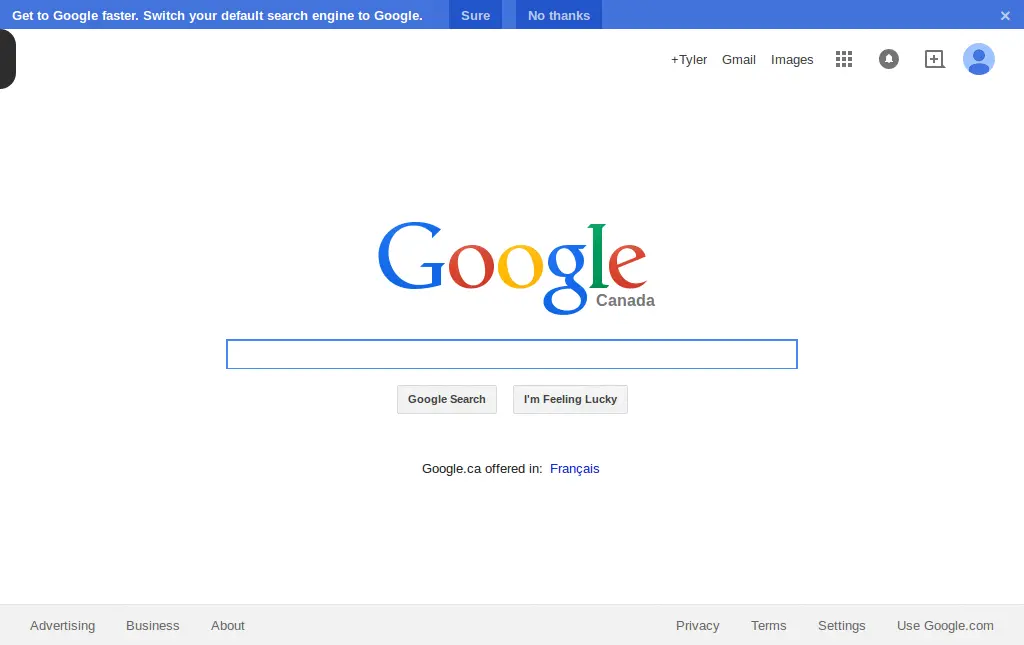 Get to Google faster. Switch your default search engine to Google. Sure No thanks ×
+Tyler Gmail Images
Google
Canada
Google Search I'm Feeling Lucky
Google.ca offered in: Français
Advertising Business About Privacy Terms Settings Use Google.com